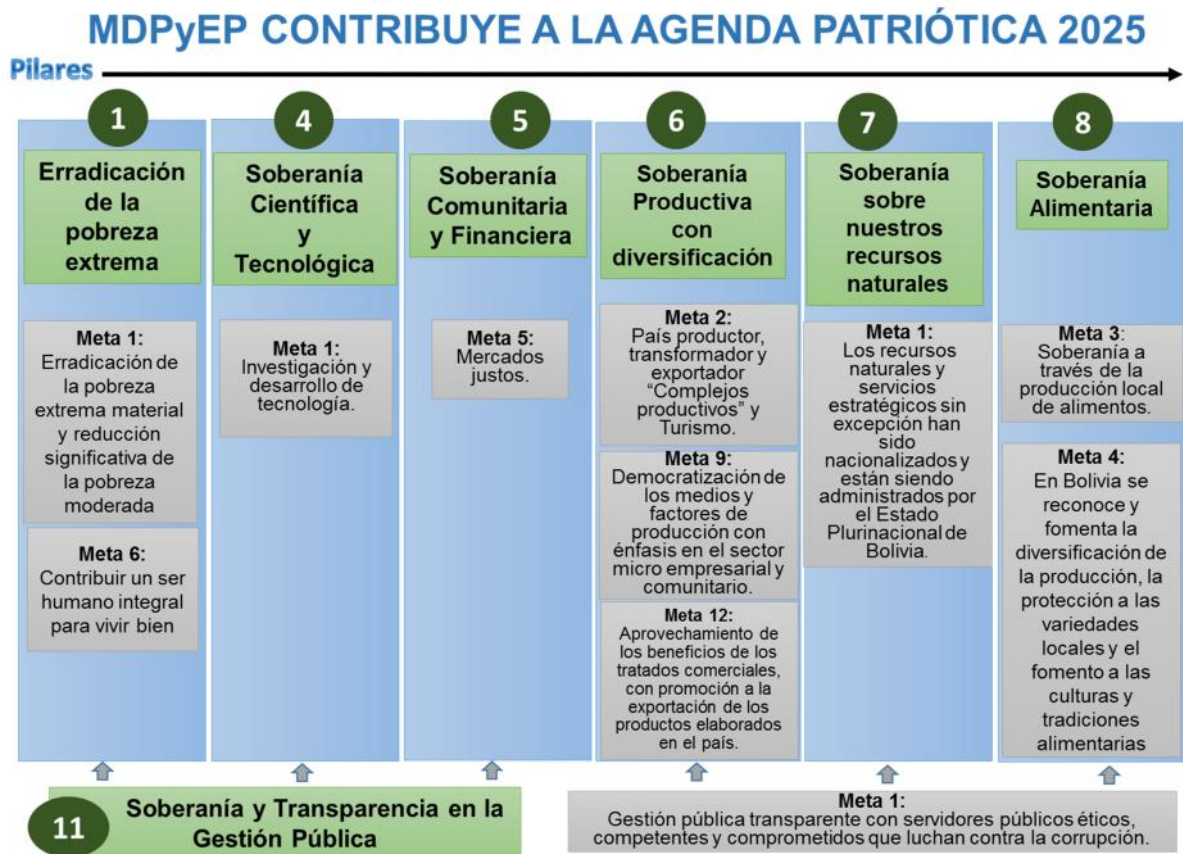 MDPyEP CONTRIBUYE A LA AGENDA PATRIÓTICA 2025
Pilares
1
Erradicación
de la
pobreza
extrema
Meta 1:
Erradicación de
la pobreza
extrema material
y reducción
significativa de
la pobreza
moderada
Meta 6:
Contribuir un ser
humano integral
para vivir bien
4
Soberanía
Científica
y
Tecnológica
Meta 1:
Investigación y
desarrollo de
tecnología.
5
Soberanía
Comunitaria
y Financiera
Meta 5:
Mercados
justos.
6
Soberanía
Productiva
con
diversificación
Meta 2:
País productor,
transformador y
exportador
“Complejos
productivos” y
Turismo.
Meta 9:
Democratización de
los medios y
factores de
producción con
énfasis en el sector
micro empresarial y
comunitario.
Meta 12:
Aprovechamiento de
los beneficios de los
tratados comerciales,
con promoción a la
exportación de los
productos elaborados
en el país.
7
Soberanía
sobre
nuestros
recursos
naturales
Meta 1:
Los recursos
naturales y
servicios
estratégicos sin
excepción han
sido
nacionalizados y
están siendo
administrados por
el Estado
Plurinacional de
Bolivia.
8
Soberanía
Alimentaria
Meta 3:
Soberanía a
través de la
producción local
de alimentos.
Meta 4:
En Bolivia se
reconoce y
fomenta la
diversificación de
la producción, la
protección a las
variedades
locales y el
fomento a las
culturas y
tradiciones
alimentarias
11
Soberanía y Transparencia en la
Gestión Pública
Meta 1:
Gestión pública transparente con servidores públicos éticos,
competentes y comprometidos que luchan contra la corrupción.